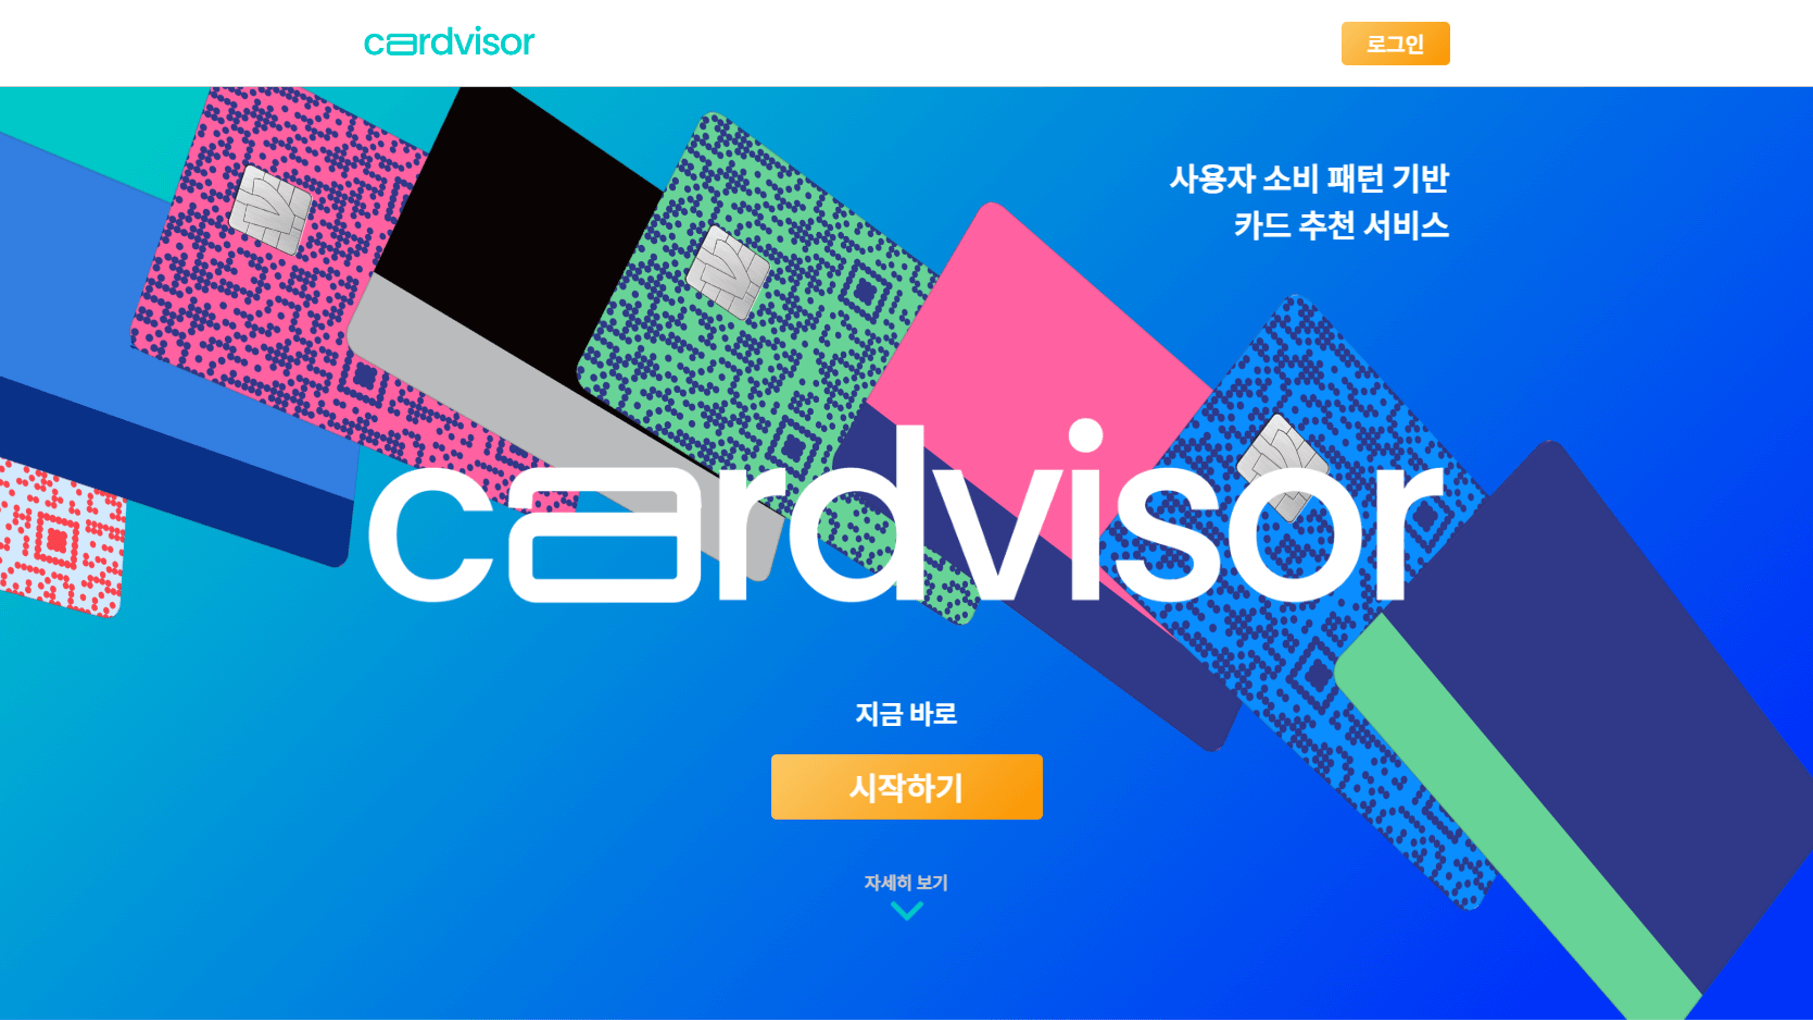 cardvisor
로그인
사용자 소비 패턴 기반
카드 추천 서비스
cardvisor
지금 바로
시작하기
자세히 보기